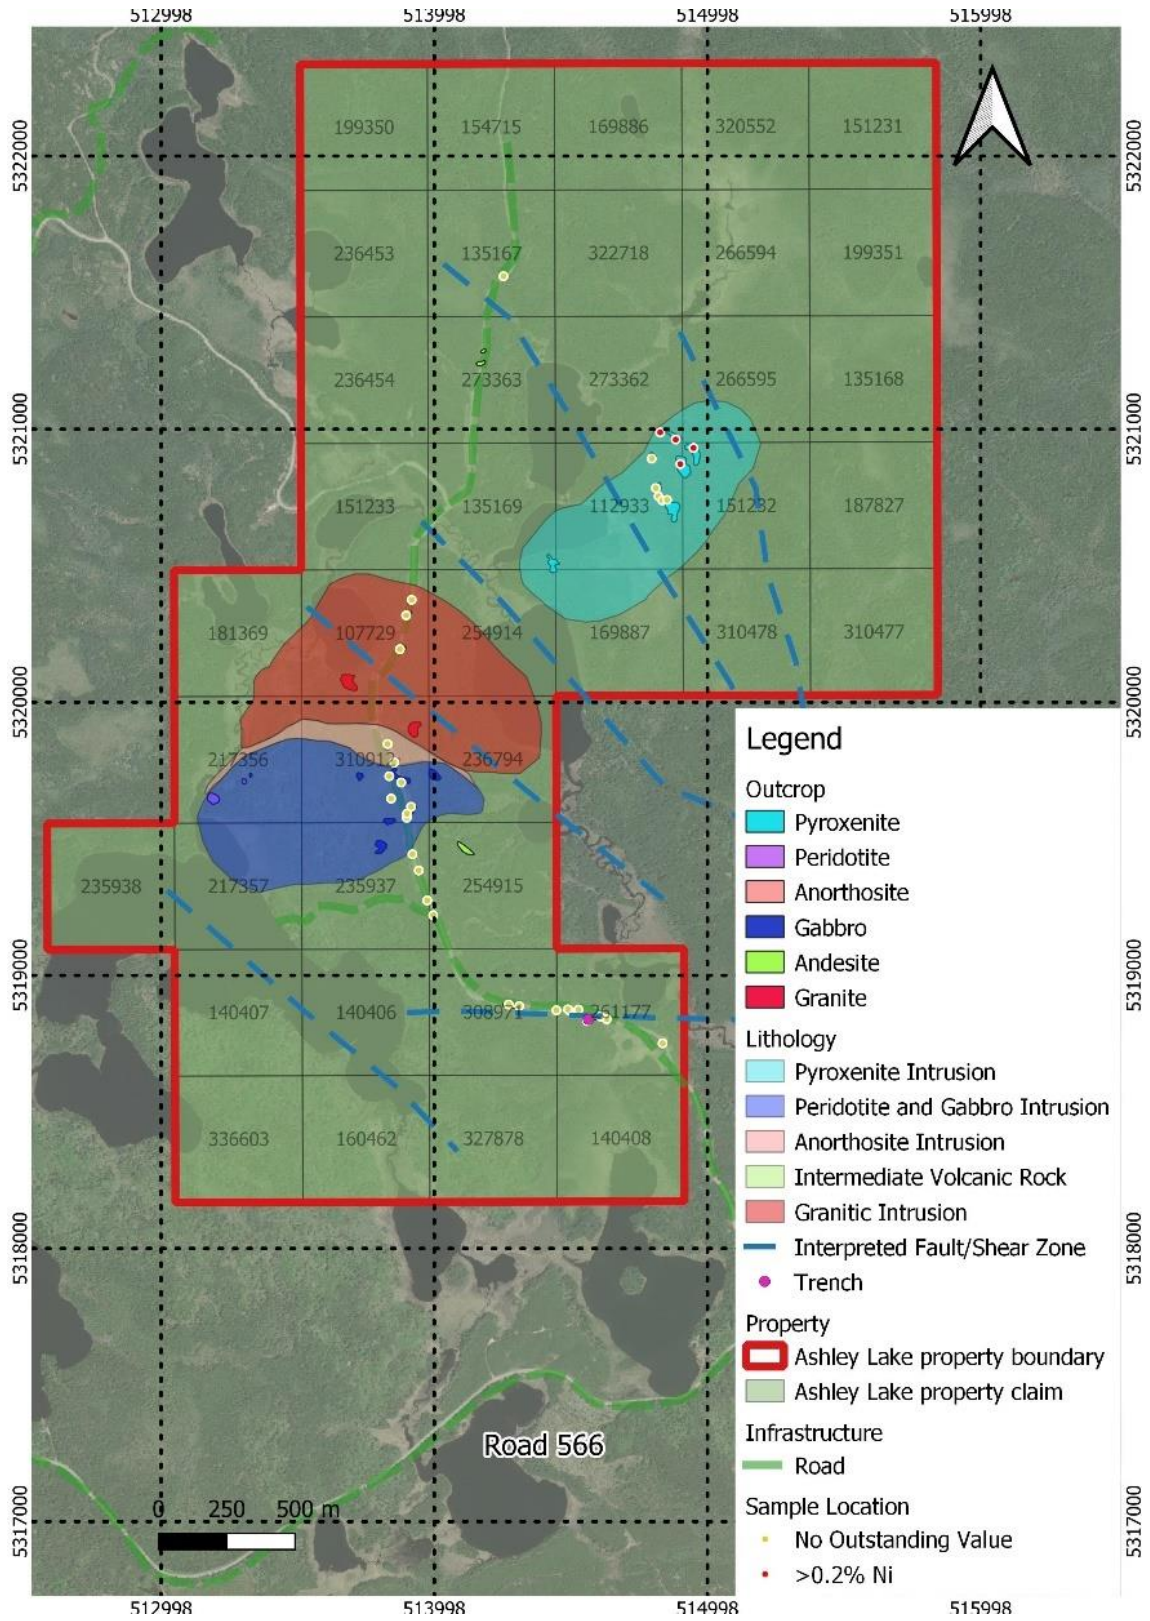 512998 513998 514998 515998
5322000 5322000
199350 154715 169886 320552 151231
236453 135167 322718 266594 199351
236454 273363 273362 266595 135168
5321000 5321000
151233 135169 112933 151232 187827
181369 107729 254914 169887 310478 310477
5320000 5320000
217356 310912 236794
235938 217357 235937 254915
5319000 5319000
140407 140406 308971 261177
336603 160462 327878 140408
5318000 5318000
Road 566
0 250 500 m
5317000 5317000
512998 513998 514998 515998
Legend
Outcrop
Pyroxenite
Peridotite
Anorthosite
Gabbro
Andesite
Granite
Lithology
Pyroxenite Intrusion
Peridotite and Gabbro Intrusion
Anorthosite Intrusion
Intermediate Volcanic Rock
Granitic Intrusion
Interpreted Fault/Shear Zone
Trench
Property
Ashley Lake property boundary
Ashley Lake property claim
Infrastructure
Road
Sample Location
No Outstanding Value
>0.2% Ni